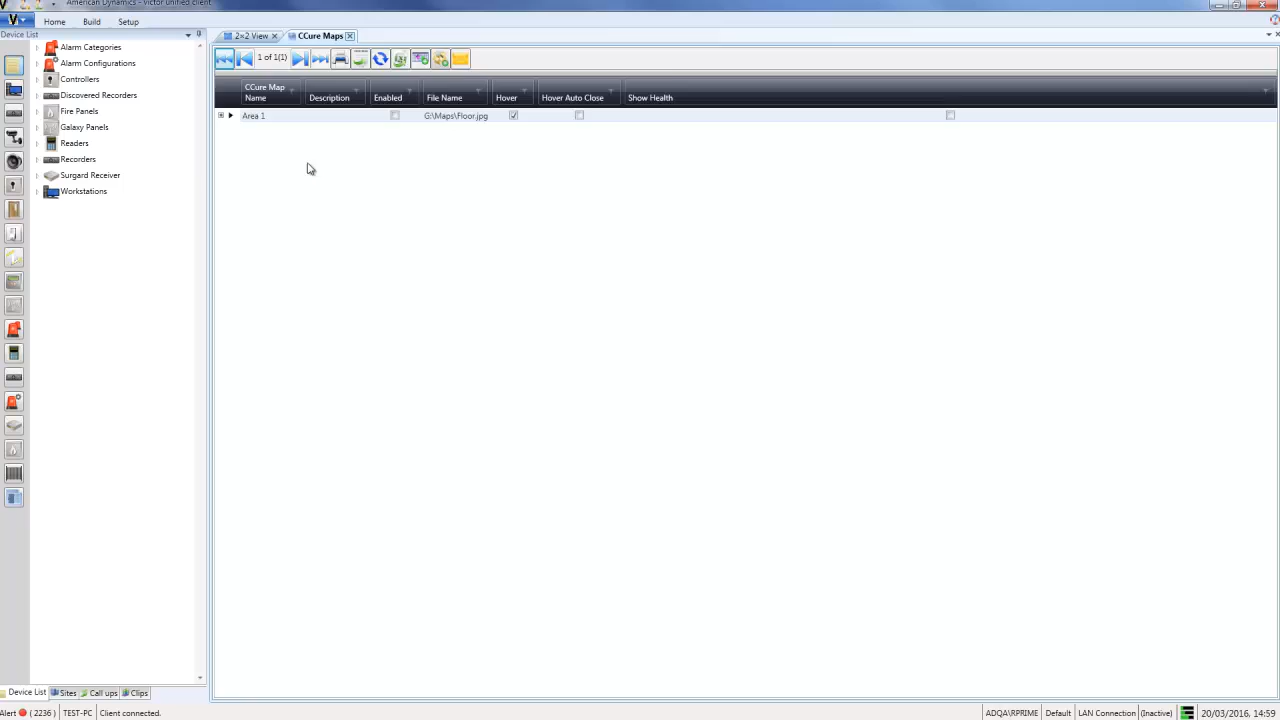 American Dynamics - victor unified client
V Home Build Setup
Device List
2×2 View CCure Maps
Alarm Categories
Alarm Configurations
Controllers
Discovered Recorders
Fire Panels
Galaxy Panels
Readers
Recorders
Surgard Receiver
Workstations
1 of 1(1)
CCure Map Name Description Enabled File Name Hover Hover Auto Close Show Health
Area 1 G:\Maps\Floor.jpg
Device List Sites Call ups Clips
Alert ( 2236 ) TEST-PC Client connected. ADQA\RPRIME Default LAN Connection (Inactive) 20/03/2016, 14:59